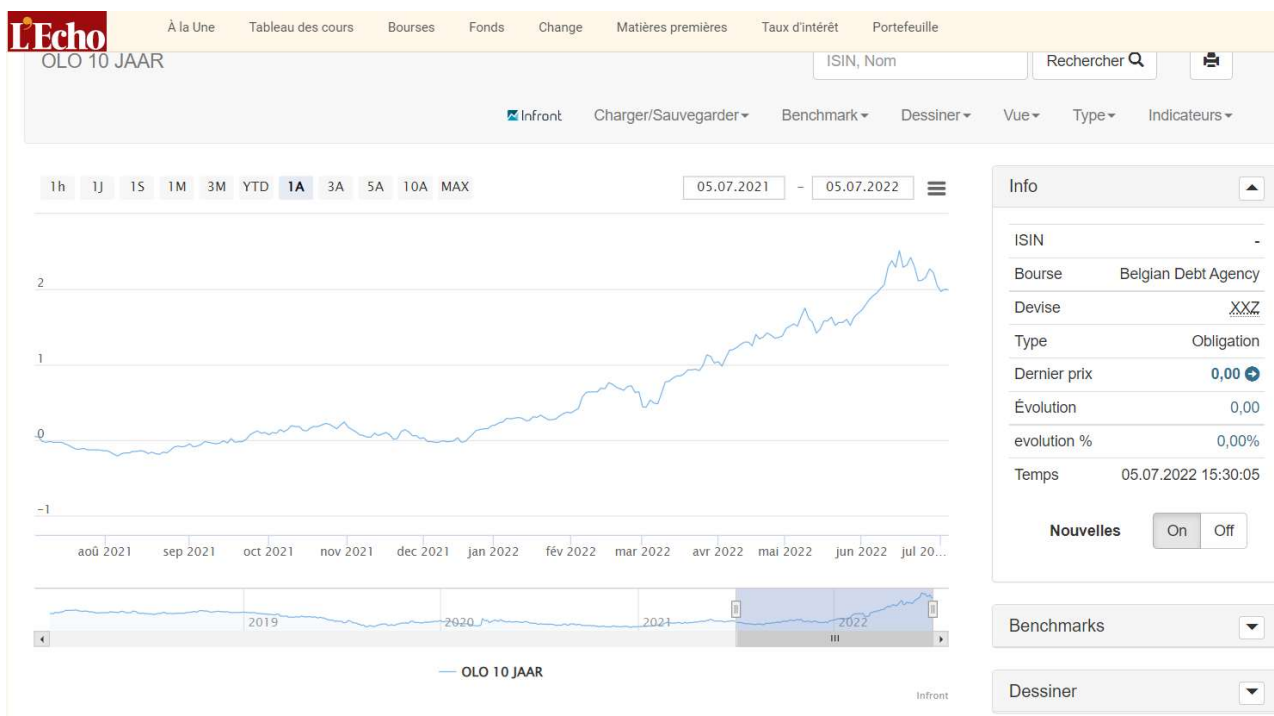 L'Echo
À la Une Tableau des cours Bourses Fonds Change Matières premières Taux d'intérêt Portefeuille
OLO 10 JAAR
ISIN, Nom
Rechercher
Infront Charger/Sauvegarder Benchmark Dessiner Vue Type Indicateurs
1h 1J 1S 1M 3M YTD 1A 3A 5A 10A MAX
05.07.2021 – 05.07.2022
2
1
0
−1
aoû 2021 sep 2021 oct 2021 nov 2021 dec 2021 jan 2022 fév 2022 mar 2022 avr 2022 mai 2022 jun 2022 jul 20...
2019 2020 2021 2022
OLO 10 JAAR
Infront
Info
ISIN -
Bourse Belgian Debt Agency
Devise XXZ
Type Obligation
Dernier prix 0,00
Évolution 0,00
evolution % 0,00%
Temps 05.07.2022 15:30:05
Nouvelles On Off
Benchmarks
Dessiner